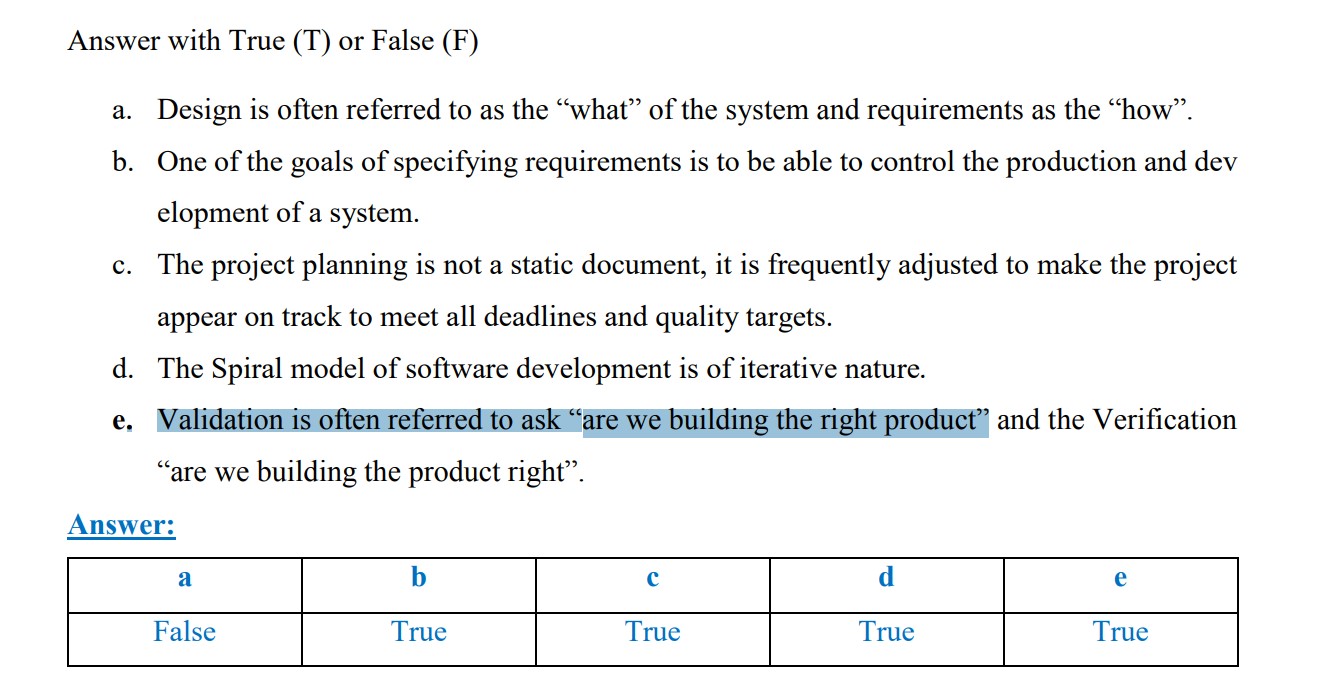 Answer with True (T) or False (F)
a. Design is often referred to as the “what” of the system and requirements as the “how”.
b. One of the goals of specifying requirements is to be able to control the production and dev
elopment of a system.
c. The project planning is not a static document, it is frequently adjusted to make the project
appear on track to meet all deadlines and quality targets.
d. The Spiral model of software development is of iterative nature.
e. Validation is often referred to ask “are we building the right product” and the Verification
“are we building the product right”.
Answer:
a b c d e
False True True True True